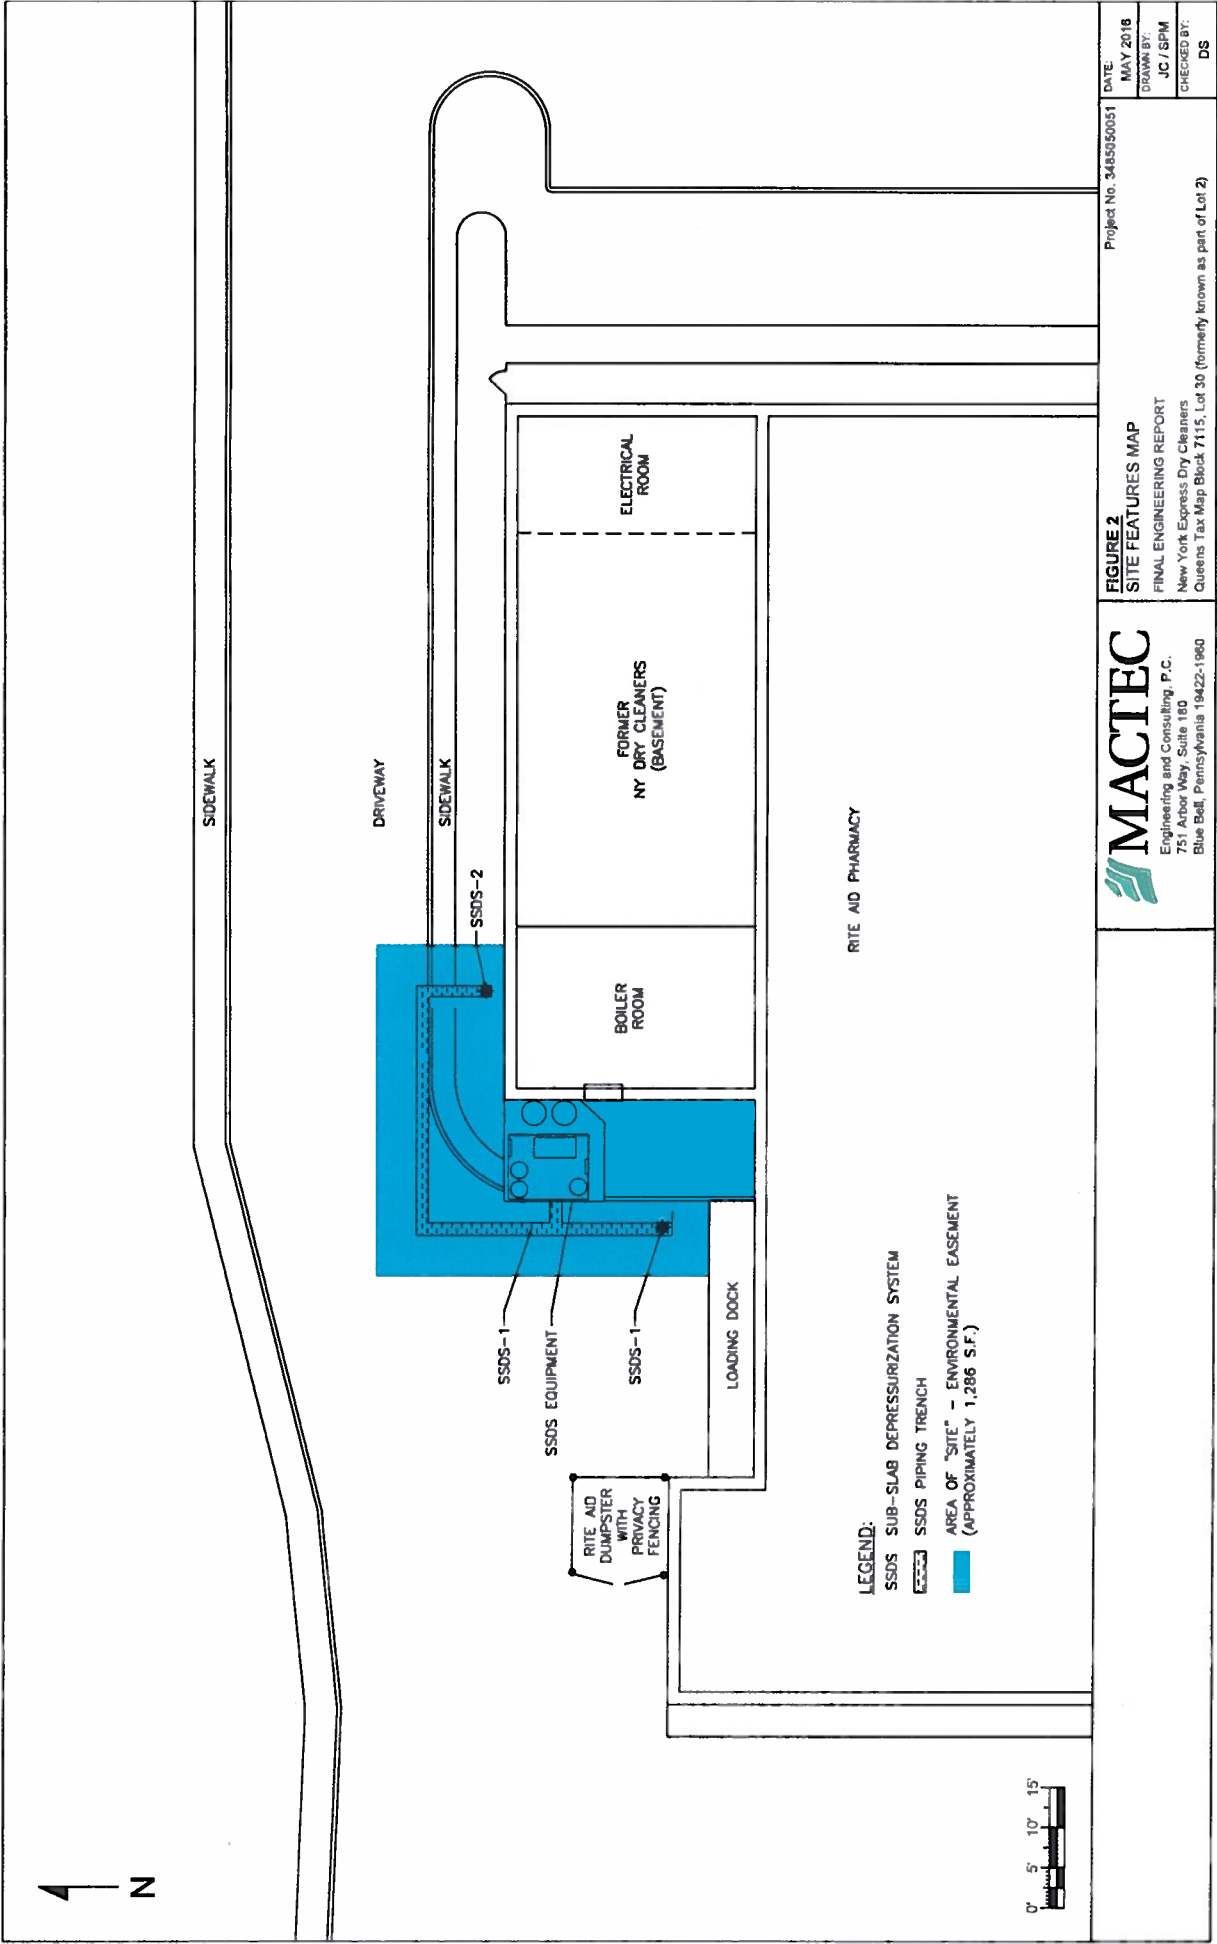 N
SIDEWALK
DRIVEWAY
SIDEWALK
SSDS-2
SSDS-1
SSDS EQUIPMENT
SSDS-1
RITE AID
DUMPSTER
WITH
PRIVACY
FENCING
LOADING DOCK
BOILER
ROOM
FORMER
NY DRY CLEANERS
(BASEMENT)
ELECTRICAL
ROOM
RITE AID PHARMACY
LEGEND:
SSDS SUB-SLAB DEPRESSURIZATION SYSTEM
SSDS PIPING TRENCH
AREA OF "SITE" - ENVIRONMENTAL EASEMENT
(APPROXIMATELY 1,286 S.F.)
0' 5' 10' 15'
MACTEC
Engineering and Consulting, P.C.
751 Arbor Way, Suite 180
Blue Bell, Pennsylvania 19422-1960
FIGURE 2
SITE FEATURES MAP
FINAL ENGINEERING REPORT
New York Express Dry Cleaners
Queens Tax Map Block 7115, Lot 30 (formerly known as part of Lot 2)
Project No. 3485050051
DATE:
MAY 2016
DRAWN BY:
JC / SPM
CHECKED BY:
DS